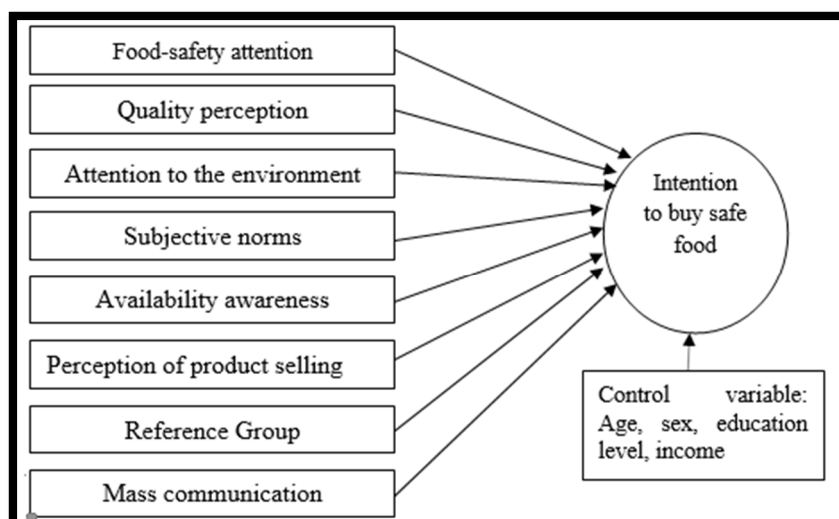 Food-safety attention
Quality perception
Attention to the environment
Subjective norms
Availability awareness
Perception of product selling
Reference Group
Mass communication
Intention
to buy safe
food
Control variable:
Age, sex, education
level, income